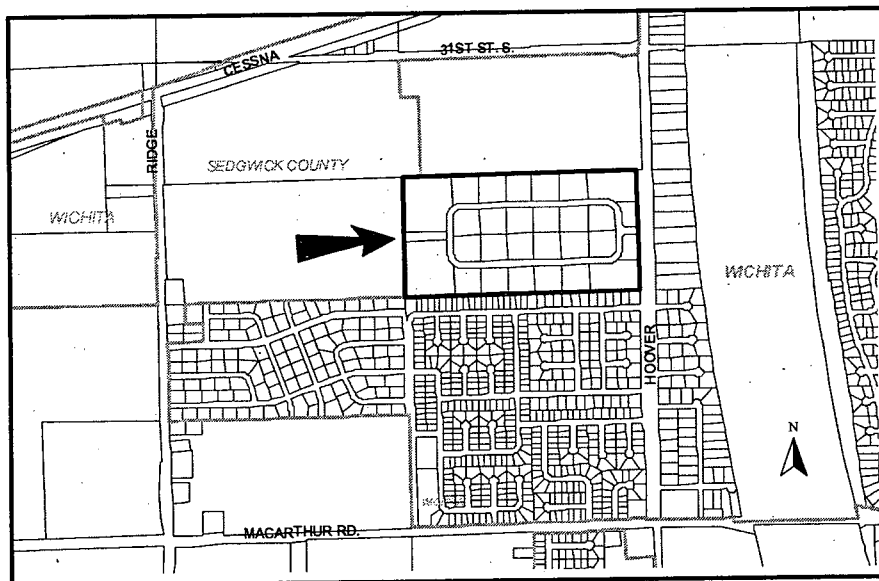 31ST ST. S.
CESSNA
RIDGE
SEDGWICK COUNTY
WICHITA
WICHITA
HOOVER
N
MACARTHUR RD.